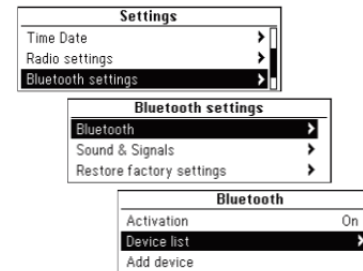 Settings
Time Date
Radio settings
Bluetooth settings
Bluetooth settings
Bluetooth
Sound & Signals
Restore factory settings
Bluetooth
Activation On
Device list
Add device